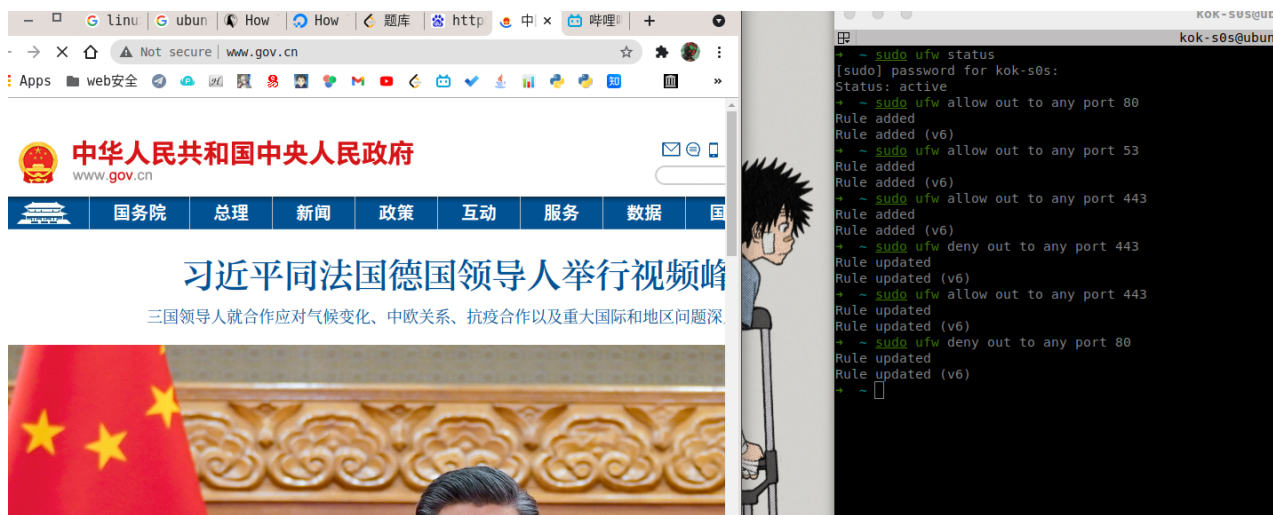 linu
ubun
How
How
题库
http
中
哔哩
Not secure | www.gov.cn
Apps
web安全
知
中华人民共和国中央人民政府
www.gov.cn
国务院 总理 新闻 政策 互动 服务 数据 国
习近平同法国德国领导人举行视频峰
三国领导人就合作应对气候变化、中欧关系、抗疫合作以及重大国际和地区问题深
kok-s0s@ub
kok-s0s@ubun
→ ~ sudo ufw status
[sudo] password for kok-s0s:
Status: active
→ ~ sudo ufw allow out to any port 80
Rule added
Rule added (v6)
→ ~ sudo ufw allow out to any port 53
Rule added
Rule added (v6)
→ ~ sudo ufw allow out to any port 443
Rule added
Rule added (v6)
→ ~ sudo ufw deny out to any port 443
Rule updated
Rule updated (v6)
→ ~ sudo ufw allow out to any port 443
Rule updated
Rule updated (v6)
→ ~ sudo ufw deny out to any port 80
Rule updated
Rule updated (v6)
→ ~